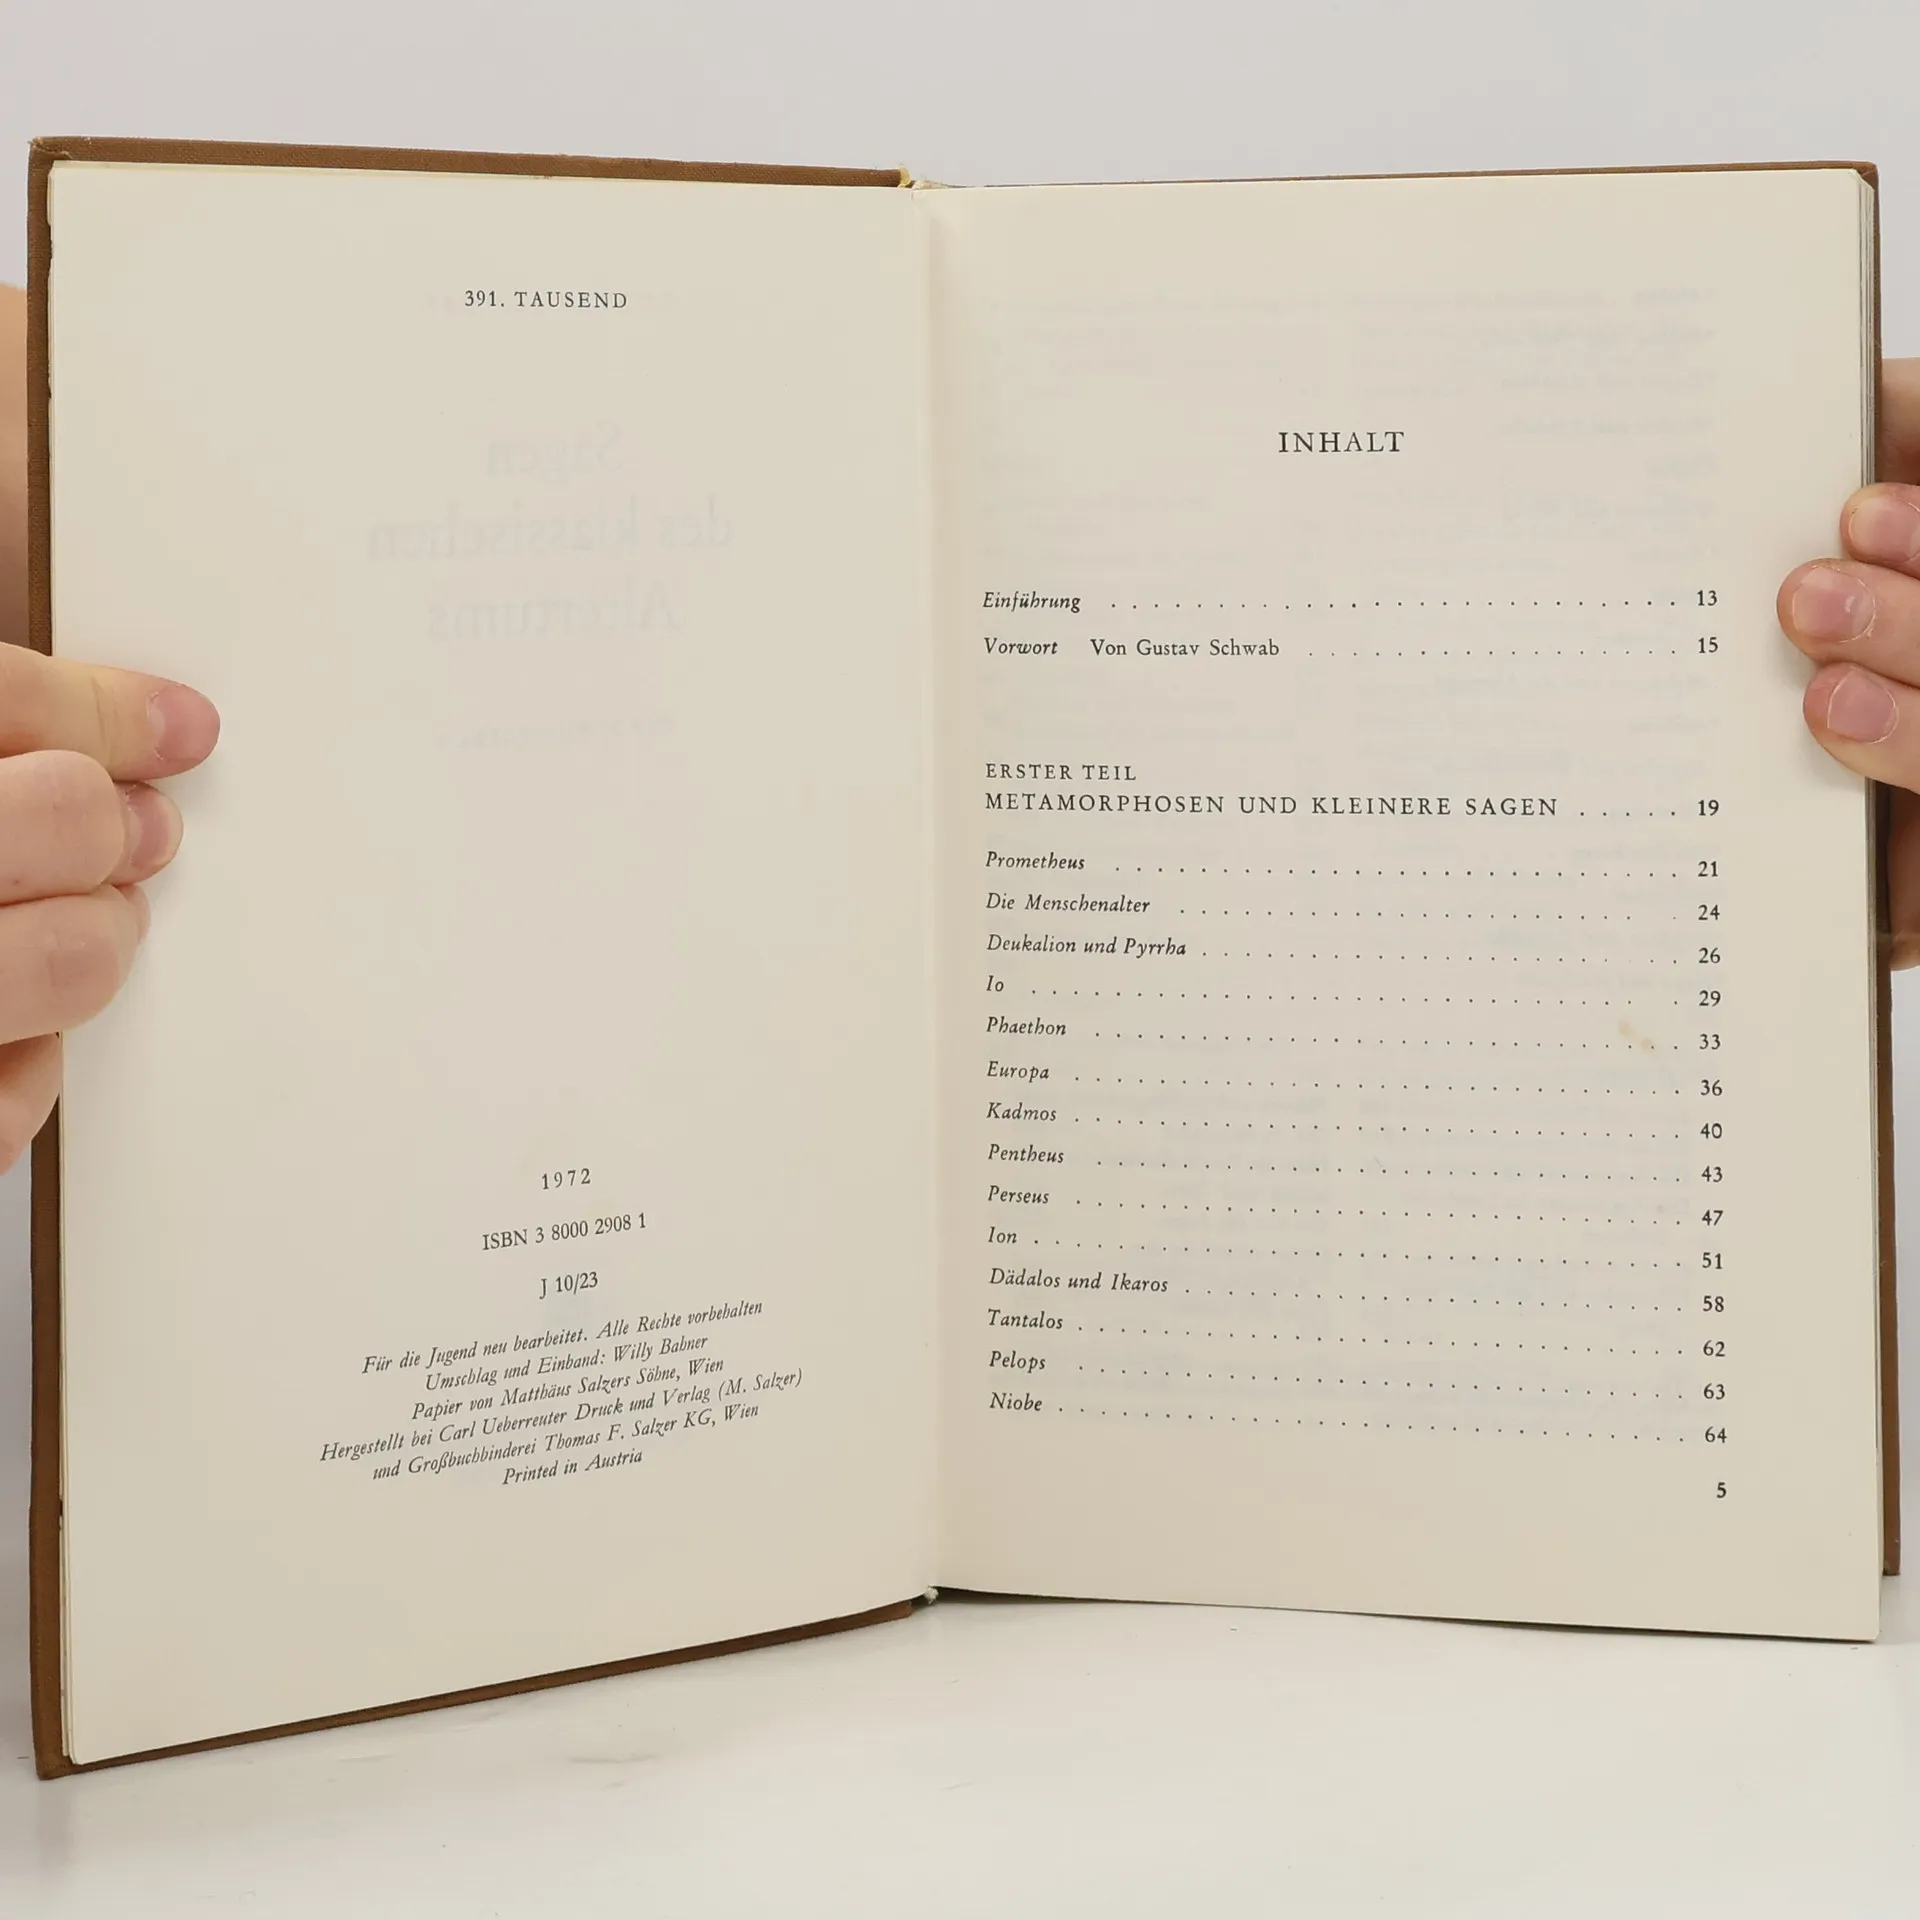 391. TAUSEND
Sagen
des klassischen
Altertums
1972
ISBN 3 8000 2908 1
J 10/23
Für die Jugend neu bearbeitet. Alle Rechte vorbehalten
Umschlag und Einband: Willy Bahner
Papier von Matthäus Salzers Söhne, Wien
Hergestellt bei Carl Ueberreuter Druck und Verlag (M. Salzer)
und Großbuchbinderei Thomas F. Salzer KG, Wien
Printed in Austria
INHALT
Einführung . . . . . . . . . . . . . . . . . . . . 13
Vorwort Von Gustav Schwab . . . . . . . . . . . . . . 15
ERSTER TEIL
METAMORPHOSEN UND KLEINERE SAGEN . . . . . 19
Prometheus . . . . . . . . . . . . . . . . . . . . 21
Die Menschenalter . . . . . . . . . . . . . . . . . . 24
Deukalion und Pyrrha . . . . . . . . . . . . . . . . . 26
Io . . . . . . . . . . . . . . . . . . . . . . . 29
Phaethon . . . . . . . . . . . . . . . . . . . . . 33
Europa . . . . . . . . . . . . . . . . . . . . . . 36
Kadmos . . . . . . . . . . . . . . . . . . . . . . 40
Pentheus . . . . . . . . . . . . . . . . . . . . . 43
Perseus . . . . . . . . . . . . . . . . . . . . . . 47
Ion . . . . . . . . . . . . . . . . . . . . . . . 51
Dädalos und Ikaros . . . . . . . . . . . . . . . . . . 58
Tantalos . . . . . . . . . . . . . . . . . . . . . . 62
Pelops . . . . . . . . . . . . . . . . . . . . . . 63
Niobe . . . . . . . . . . . . . . . . . . . . . . 64
5